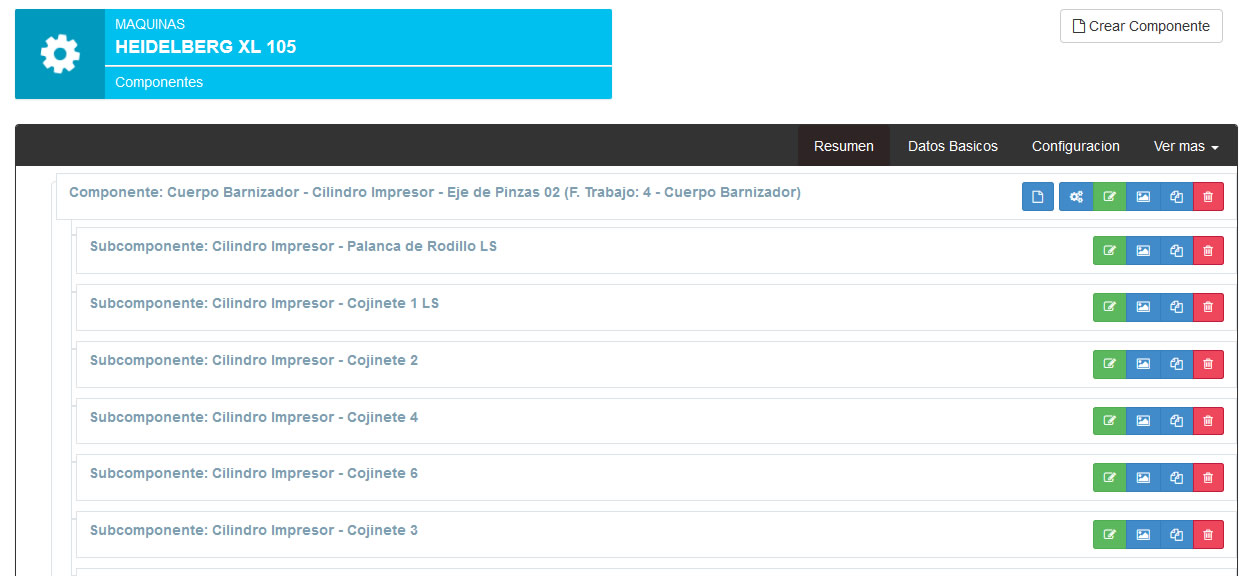 MAQUINAS
HEIDELBERG XL 105
Componentes
Crear Componente
Resumen Datos Basicos Configuracion Ver mas
Componente: Cuerpo Barnizador - Cilindro Impresor - Eje de Pinzas 02 (F. Trabajo: 4 - Cuerpo Barnizador)
Subcomponente: Cilindro Impresor - Palanca de Rodillo LS
Subcomponente: Cilindro Impresor - Cojinete 1 LS
Subcomponente: Cilindro Impresor - Cojinete 2
Subcomponente: Cilindro Impresor - Cojinete 4
Subcomponente: Cilindro Impresor - Cojinete 6
Subcomponente: Cilindro Impresor - Cojinete 3